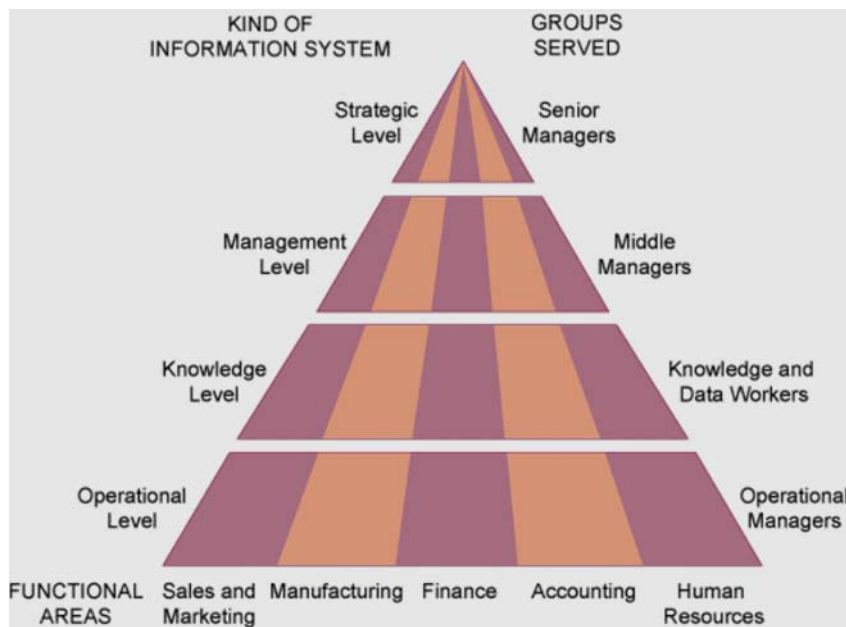 KIND OF
INFORMATION SYSTEM
GROUPS
SERVED
Strategic
Level
Senior
Managers
Management
Level
Middle
Managers
Knowledge
Level
Knowledge and
Data Workers
Operational
Level
Operational
Managers
FUNCTIONAL
AREAS
Sales and
Marketing
Manufacturing
Finance
Accounting
Human
Resources